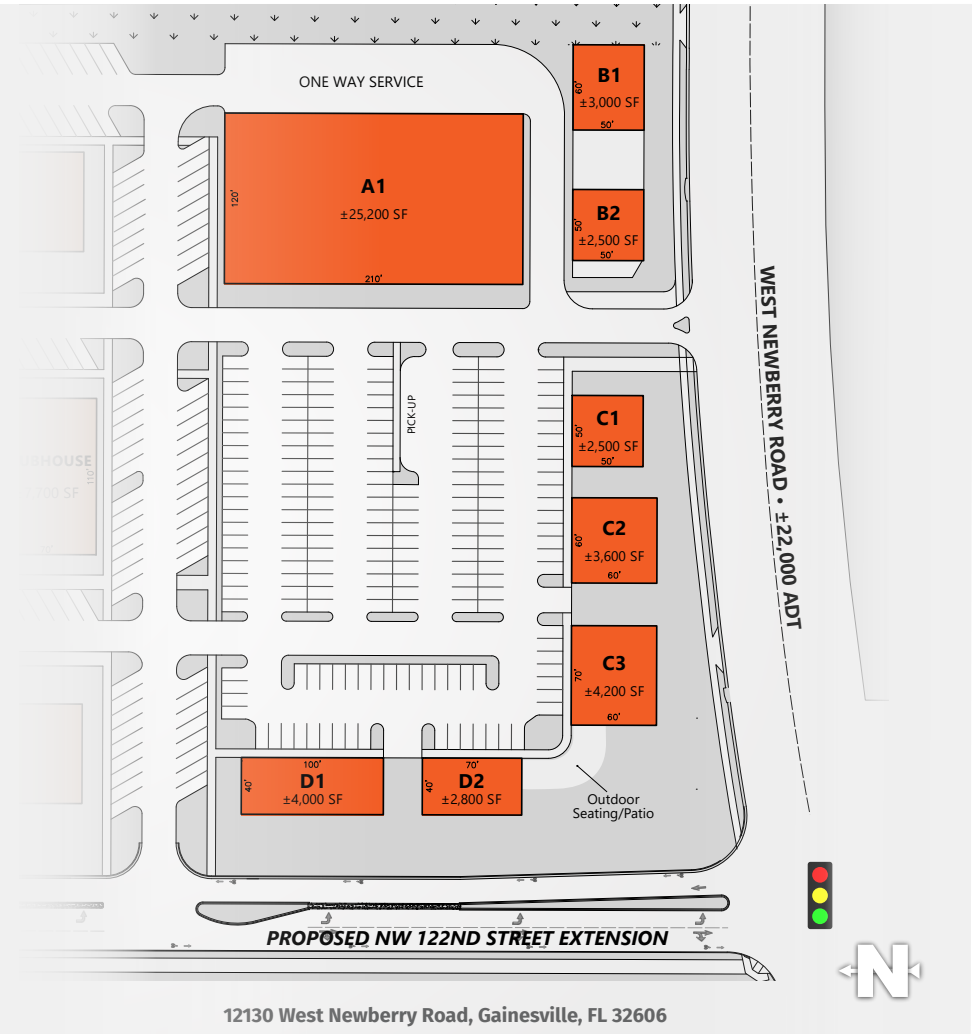 ONE WAY SERVICE
B1
60'
±3,000 SF
50'
A1
120'
±25,200 SF
210'
B2
50'
±2,500 SF
50'
WEST NEWBERRY ROAD • ±22,000 ADT
PICK-UP
C1
50'
±2,500 SF
50'
C2
60'
±3,600 SF
60'
C3
70'
±4,200 SF
60'
110'
100'
D1
40'
±4,000 SF
70'
D2
40'
±2,800 SF
Outdoor
Seating/Patio
PROPOSED NW 122ND STREET EXTENSION
N
12130 West Newberry Road, Gainesville, FL 32606